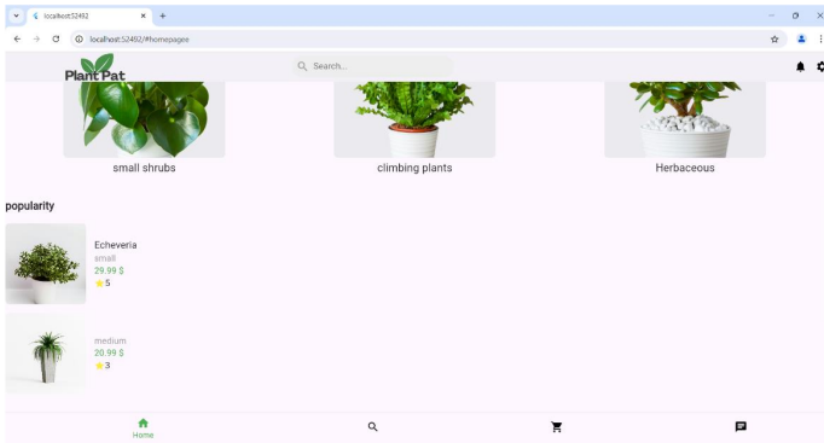 localhost:52492
localhost:52492/#homepagee
Plant Pat
Search...
small shrubs
climbing plants
Herbaceous
popularity
Echeveria
small
29.99 $
5
medium
20.99 $
3
Home